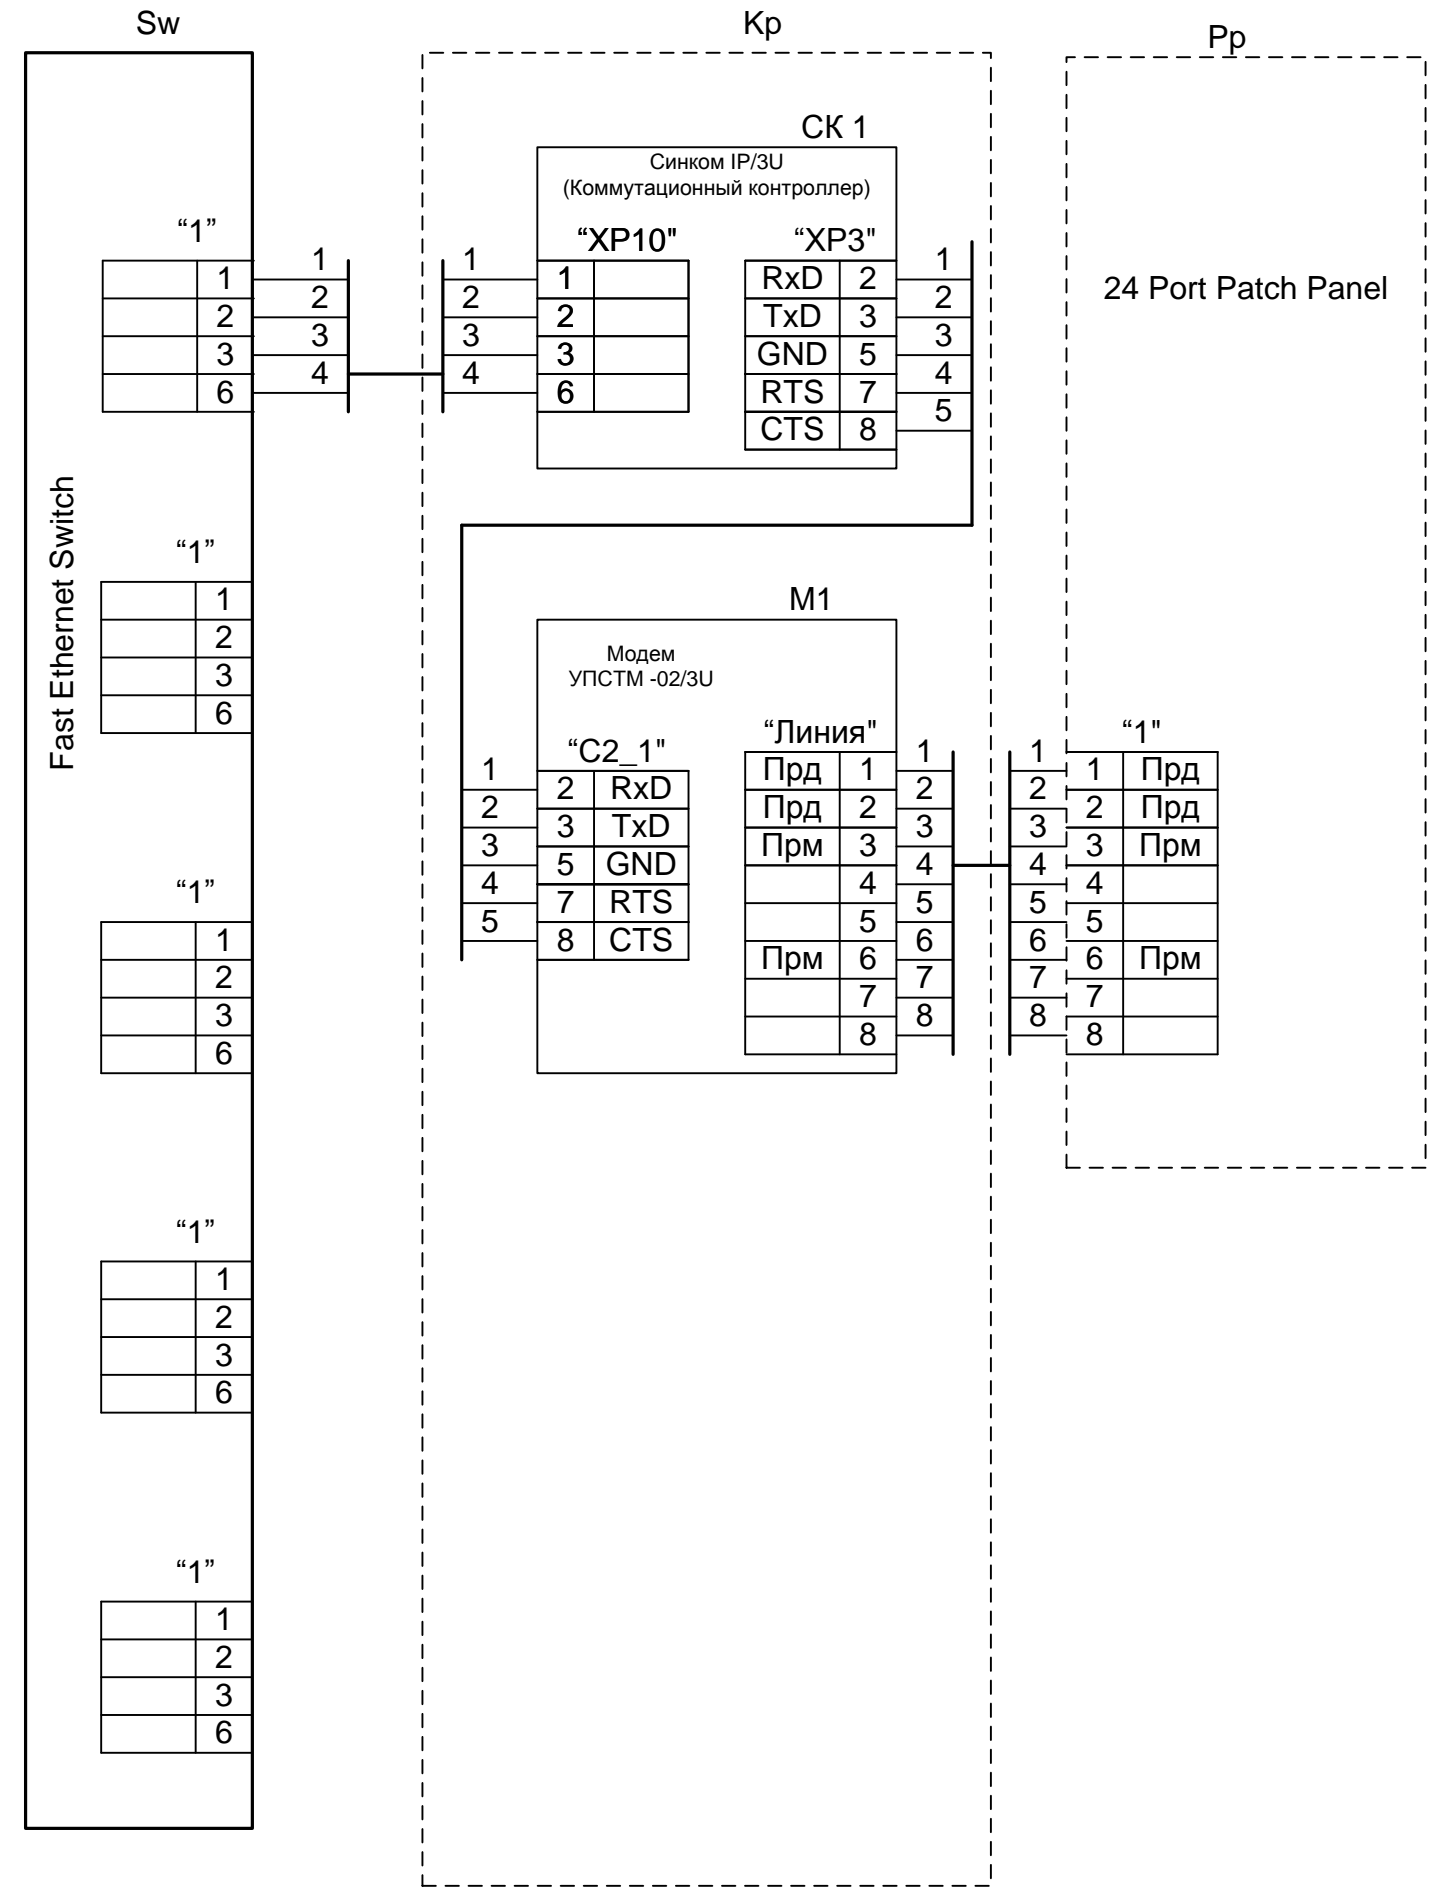 Sw
Fast Ethernet Switch
“1”
1
2
3
6
1
2
3
4
“1”
1
2
3
6
“1”
1
2
3
6
“1”
1
2
3
6
“1”
1
2
3
6
Кр
СК 1
Синком IP/3U
(Коммутационный контроллер)
1
2
3
4
“XP10"
1
2
3
6
“XP3"
RxD 2
TxD 3
GND 5
RTS 7
CTS 8
1
2
3
4
5
М1
Модем
УПСТМ -02/3U
1
2
3
4
5
“С2_1"
2 RxD
3 TxD
5 GND
7 RTS
8 CTS
“Линия"
Прд 1
Прд 2
Прм 3
4
5
Прм 6
7
8
1
2
3
4
5
6
7
8
Pp
24 Port Patch Panel
1
2
3
4
5
6
7
8
“1"
1 Прд
2 Прд
3 Прм
4
5
6 Прм
7
8